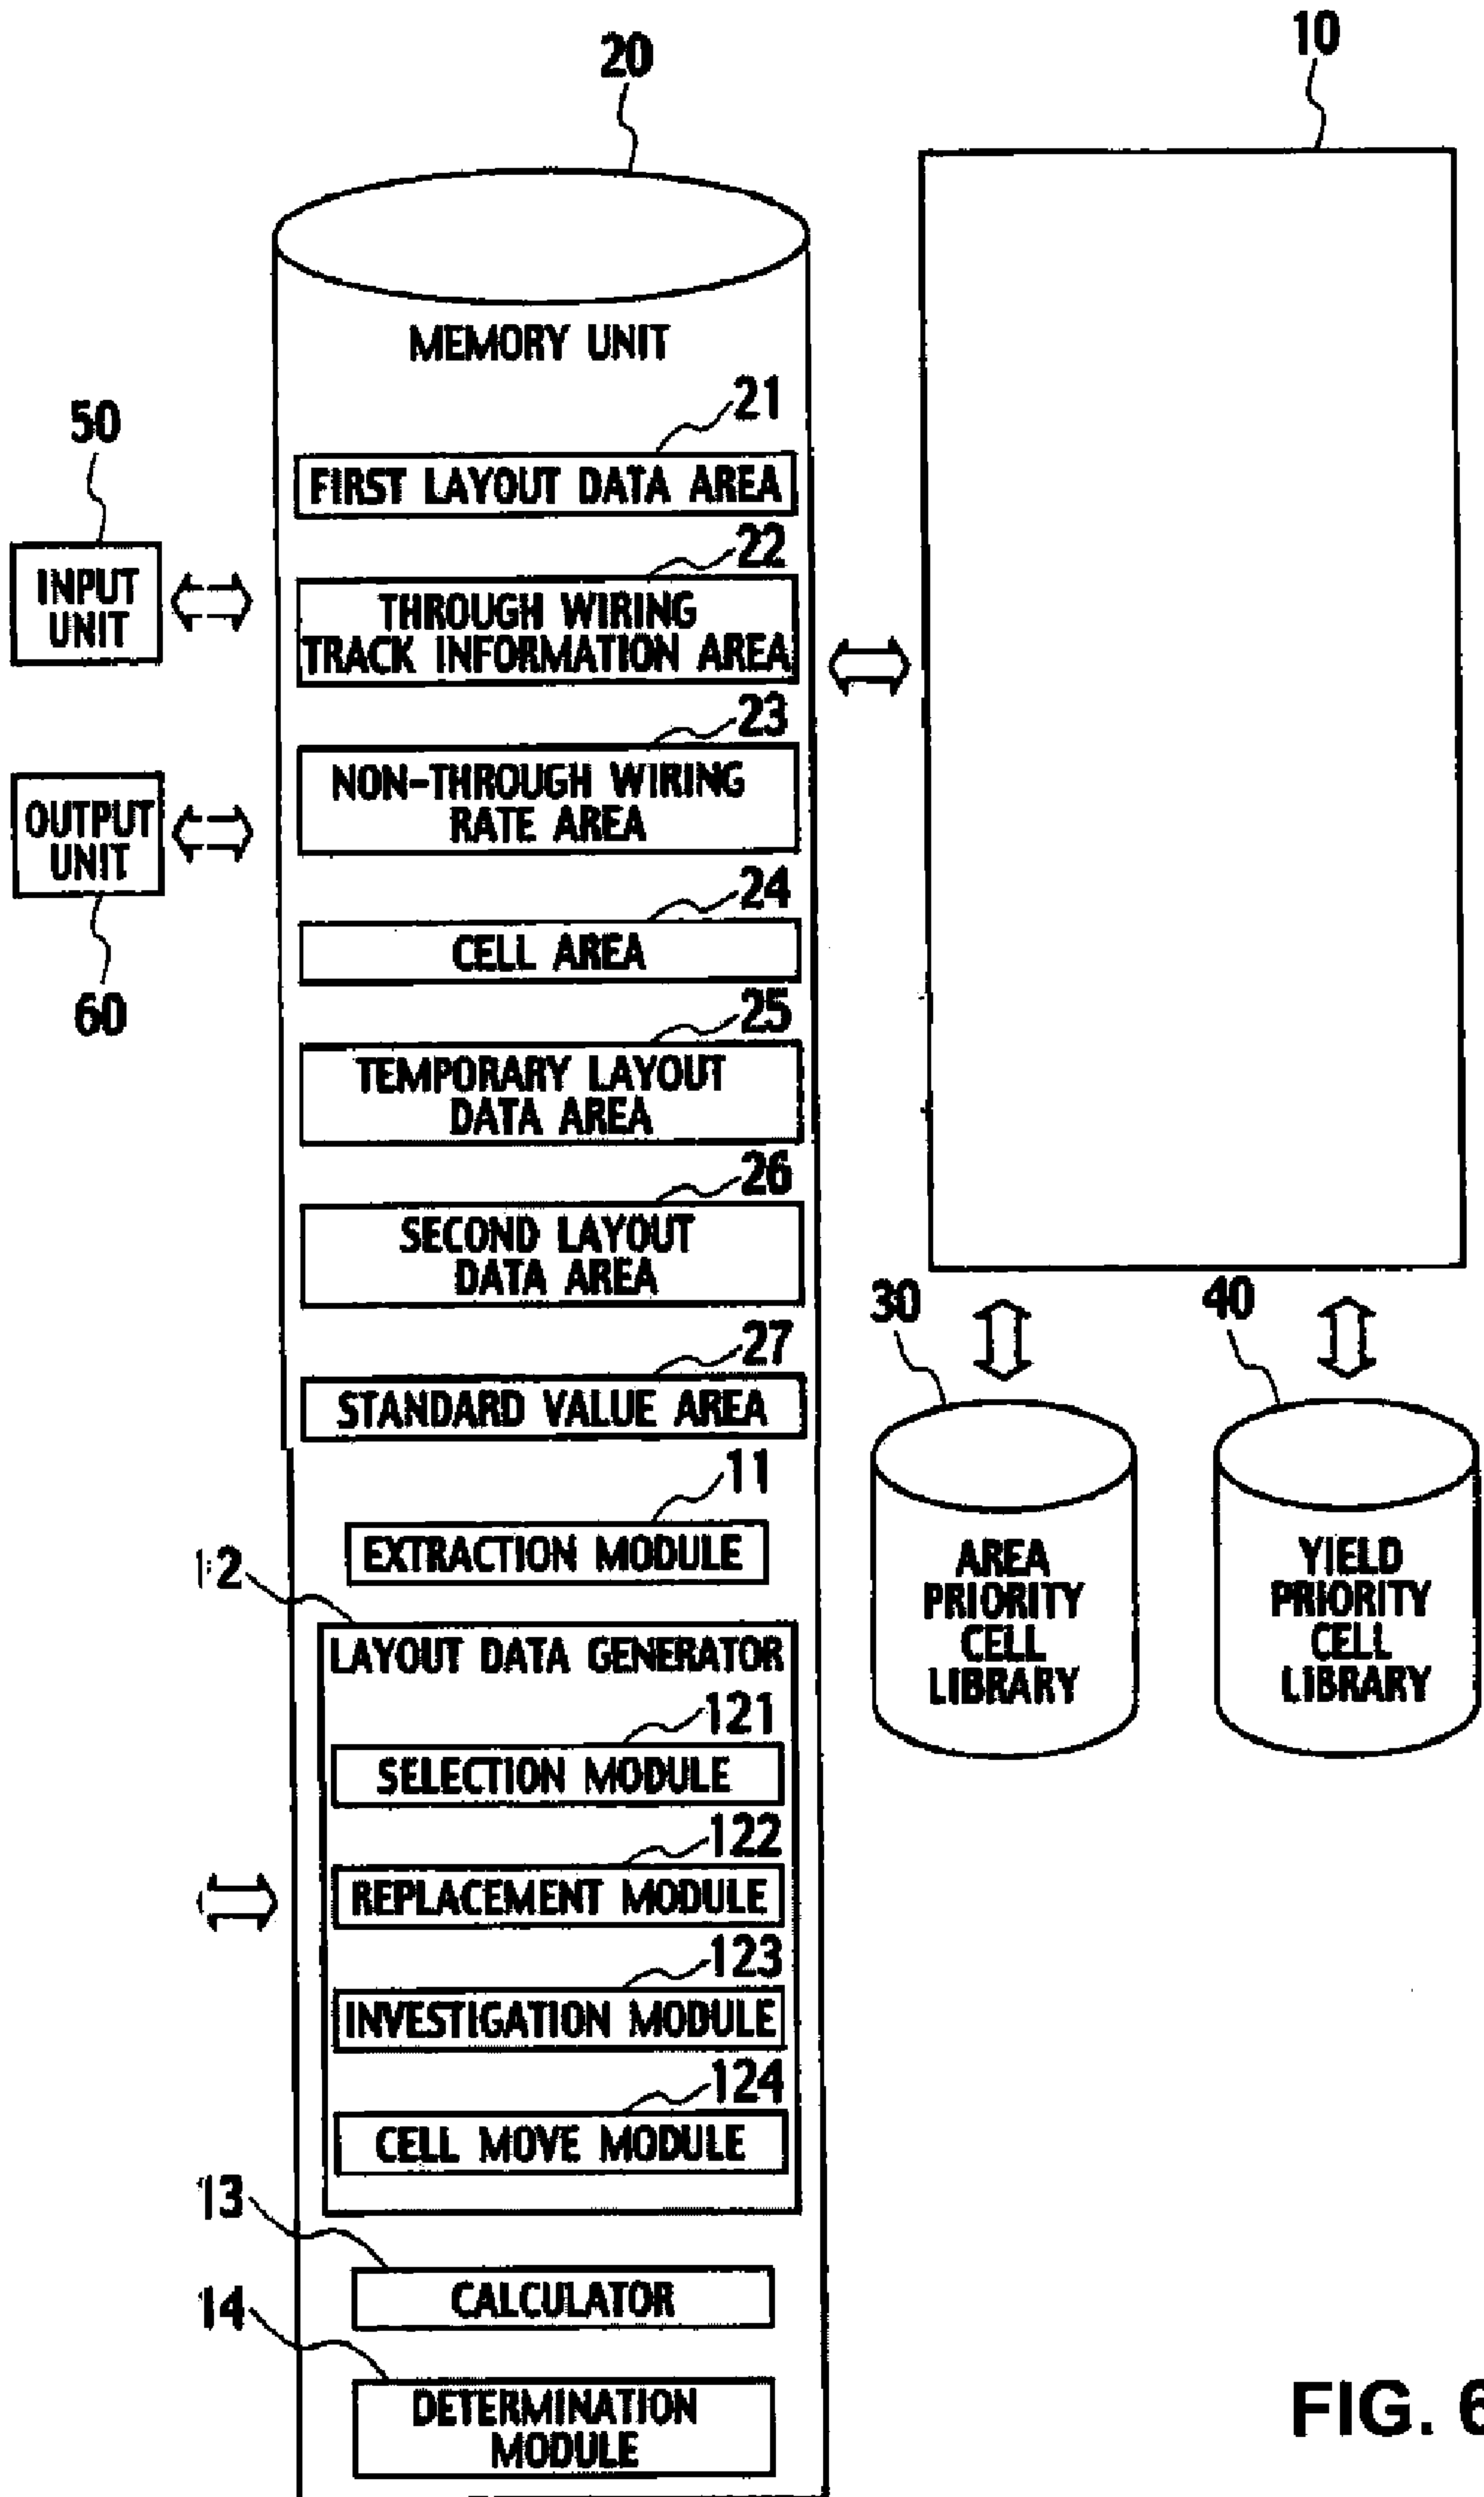 20
10
MEMORY UNIT
21
FIRST LAYOUT DATA AREA
50
INPUT
UNIT
22
THROUGH WIRING
TRACK INFORMATION AREA
23
NON-THROUGH WIRING
RATE AREA
OUTPUT
UNIT
60
24
CELL AREA
25
TEMPORARY LAYOUT
DATA AREA
26
SECOND LAYOUT
DATA AREA
27
STANDARD VALUE AREA
30
40
AREA
PRIORITY
CELL
LIBRARY
YIELD
PRIORITY
CELL
LIBRARY
11
EXTRACTION MODULE
12
LAYOUT DATA GENERATOR
121
SELECTION MODULE
122
REPLACEMENT MODULE
123
INVESTIGATION MODULE
124
CELL MOVE MODULE
13
CALCULATOR
14
DETERMINATION
MODULE
FIG. 6